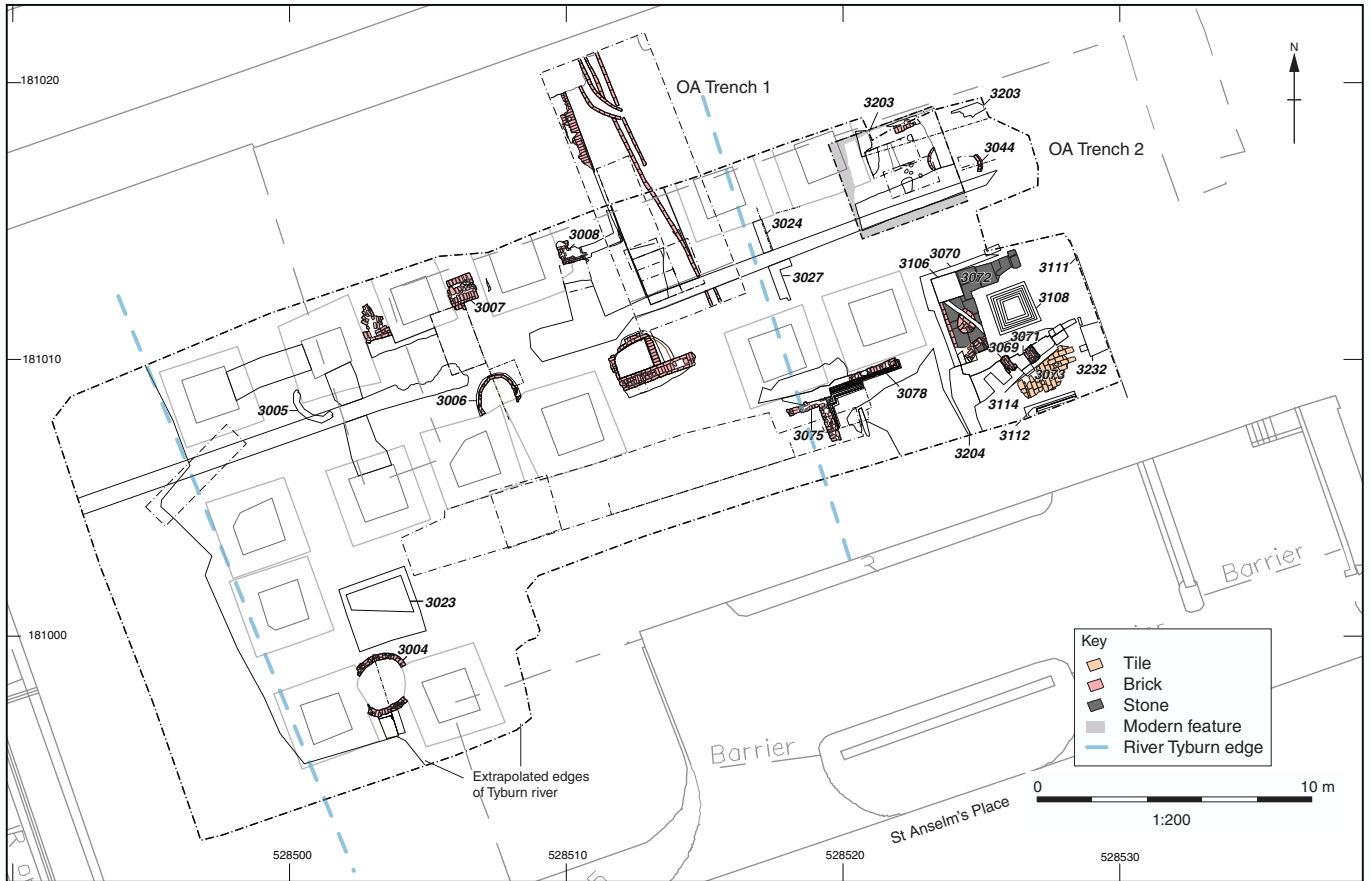 N
181020
OA Trench 1
3203
3203
OA Trench 2
3044
3008
3024
3070
3106
3072
3111
3027
3007
3108
181010
3071
3069
3073
3232
3005
3006
3078
3114
3075
3112
3204
Barrier
3023
181000
3004
Key
Tile
Brick
Stone
Modern feature
River Tyburn edge
Barrier
Extrapolated edges
of Tyburn river
0
10 m
1:200
St Anselm's Place
528500
528510
528520
528530